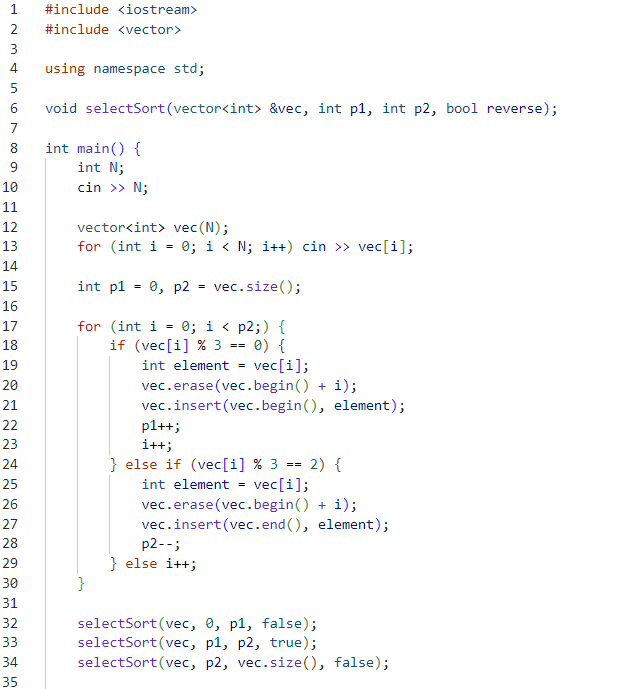 1 #include <iostream>
2 #include <vector>
3
4 using namespace std;
5
6 void selectSort(vector<int> &vec, int p1, int p2, bool reverse);
7
8 int main() {
9     int N;
10     cin >> N;
11
12     vector<int> vec(N);
13     for (int i = 0; i < N; i++) cin >> vec[i];
14
15     int p1 = 0, p2 = vec.size();
16
17     for (int i = 0; i < p2;) {
18         if (vec[i] % 3 == 0) {
19             int element = vec[i];
20             vec.erase(vec.begin() + i);
21             vec.insert(vec.begin(), element);
22             p1++;
23             i++;
24         } else if (vec[i] % 3 == 2) {
25             int element = vec[i];
26             vec.erase(vec.begin() + i);
27             vec.insert(vec.end(), element);
28             p2--;
29         } else i++;
30     }
31
32     selectSort(vec, 0, p1, false);
33     selectSort(vec, p1, p2, true);
34     selectSort(vec, p2, vec.size(), false);
35